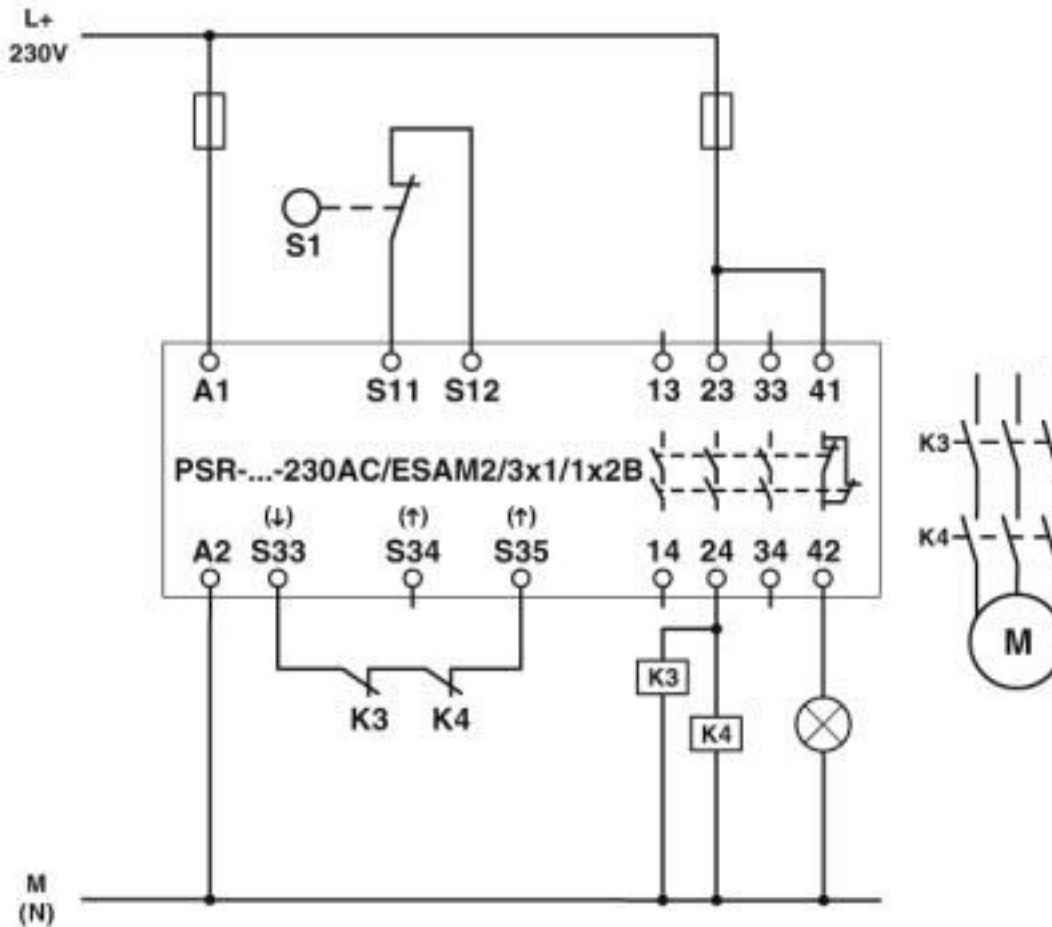 L+
230V
S1
A1 S11 S12 13 23 33 41
PSR-...-230AC/ESAM2/3x1/1x2B
(↓) (↑) (↑)
A2 S33 S34 S35 14 24 34 42
K3 K4
K3
K4
K3
K4
M
M
(N)